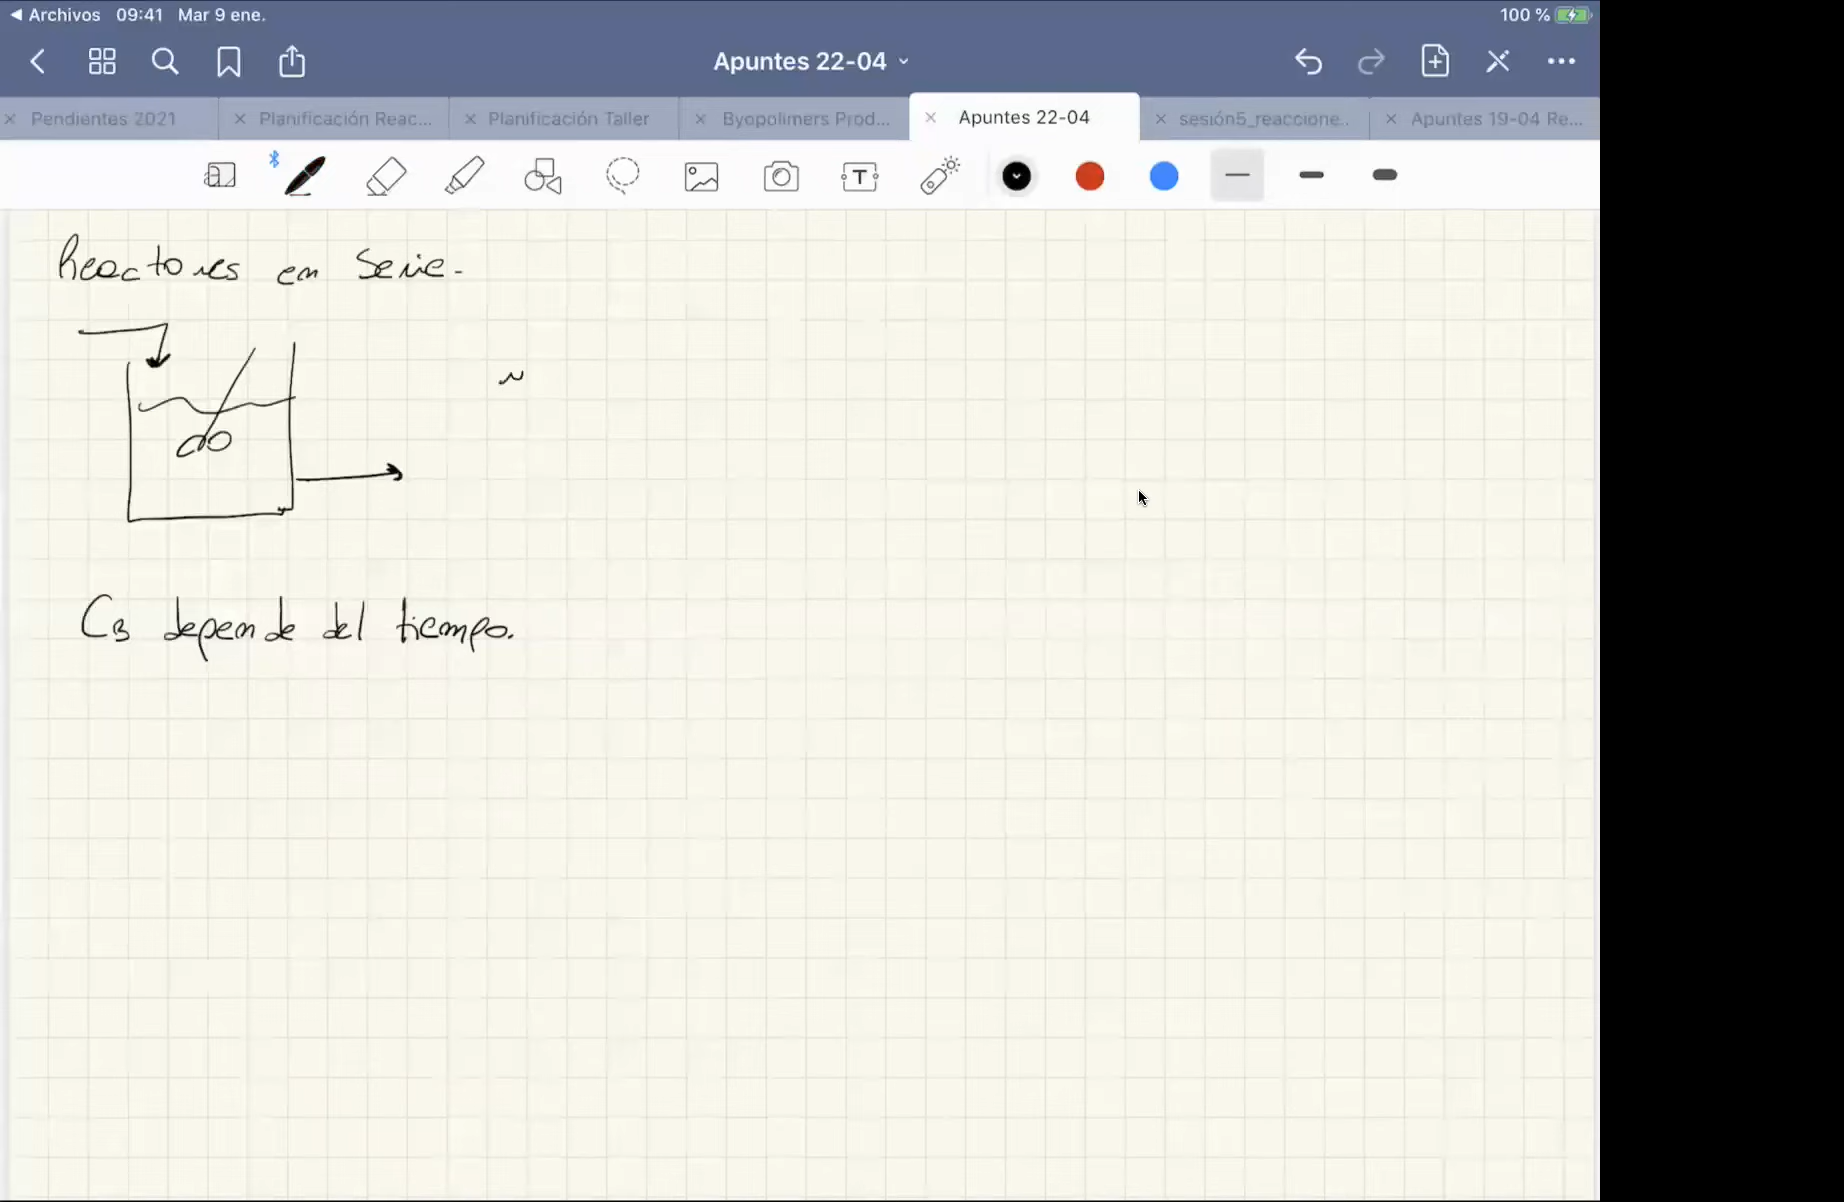 Archivos 09:41 Mar 9 ene. 100 %
Apuntes 22-04
Pendientes 2021 Planificación Reac... Planificación Taller Byopolimers Prod... Apuntes 22-04 sesión5_reaccione.. Apuntes 19-04 Re...
T
Reactores en Serie.
~
CB depende del tiempo.